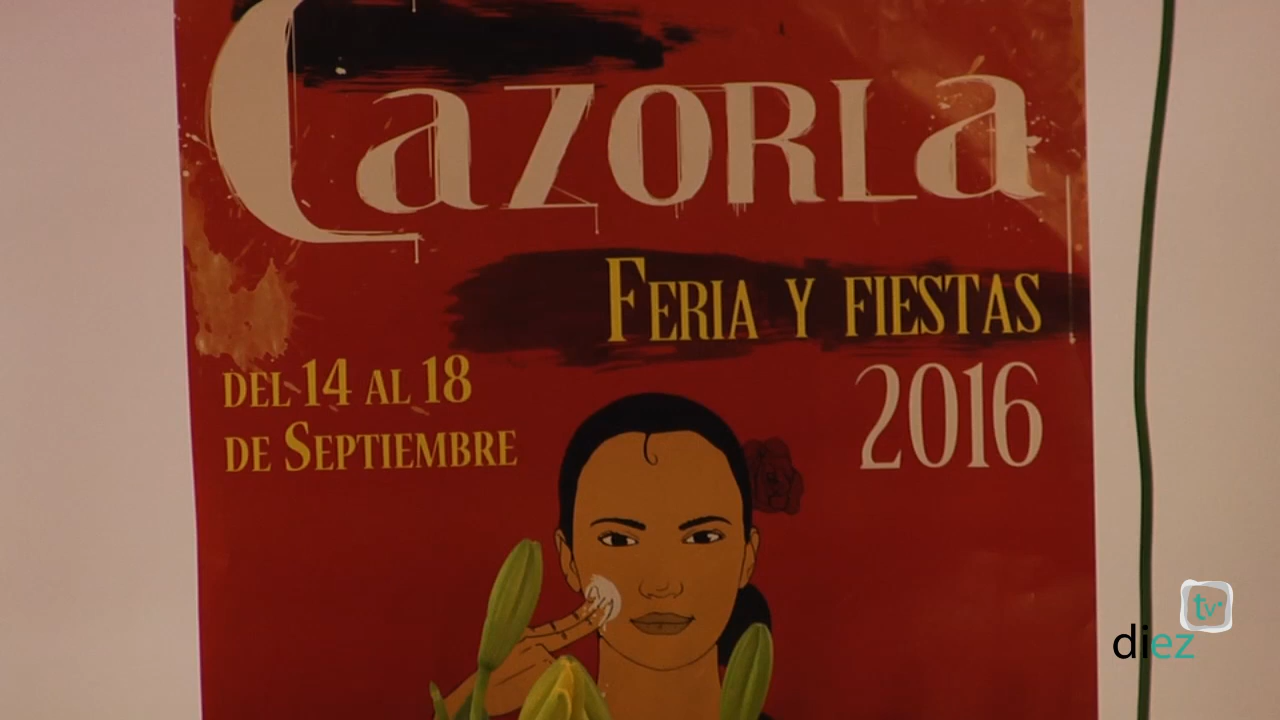 CAZORLA
FERIA Y FIESTAS
2016
DEL 14 AL 18
DE SEPTIEMBRE
diez tv